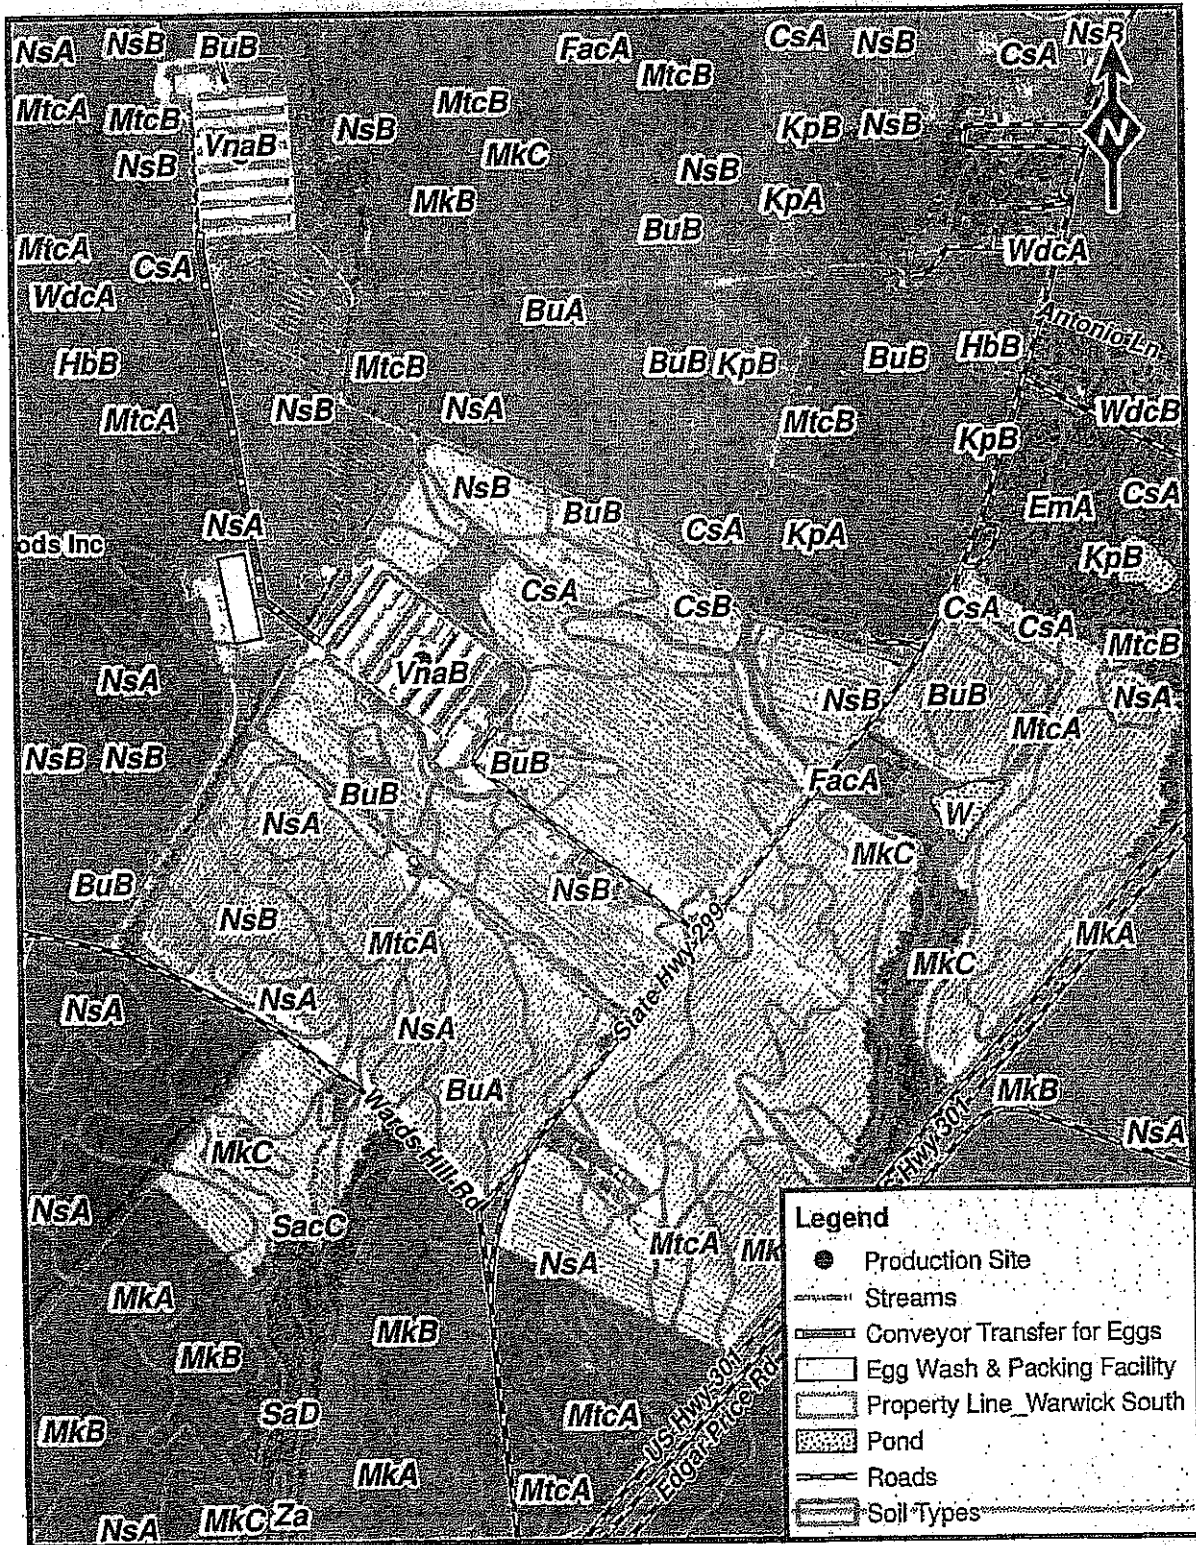 NsA NsB BuB FacA CsA NsB CsA NsB
MtcB
MtcA MtcB VnaB NsB MtcB KpB NsB N
NsB MkC NsB
MkB KpA
BuB
MtcA CsA WdcA
WdcA BuA
Antonio Ln
HbB MtcB BuB KpB BuB HbB
MtcA NsB NsA MtcB WdcB
KpB
NsB CsA
NsA BuB CsA KpA EmA
ods Inc KpB
CsA CsB CsA CsA
MtcB
NsA VnaB NsB BuB NsA
MtcA
NsB NsB BuB
BuB FacA
NsA W
MkC
BuB NsB
NsB MtcA MkA
State Hwy 299 MkC
NsA NsA NsA
BuA MkB
Wards Hill Rd
NsA
MkC
S Hwy 301
NsA SacC NsA MtcA Mk
MkA MkB
MkB
US Hwy 301
Edgar Price Rd
MkB SaD MtcA
MkA MtcA
NsA MkC Za
Legend
Production Site
Streams
Conveyor Transfer for Eggs
Egg Wash & Packing Facility
Property Line_Warwick South
Pond
Roads
Soil Types